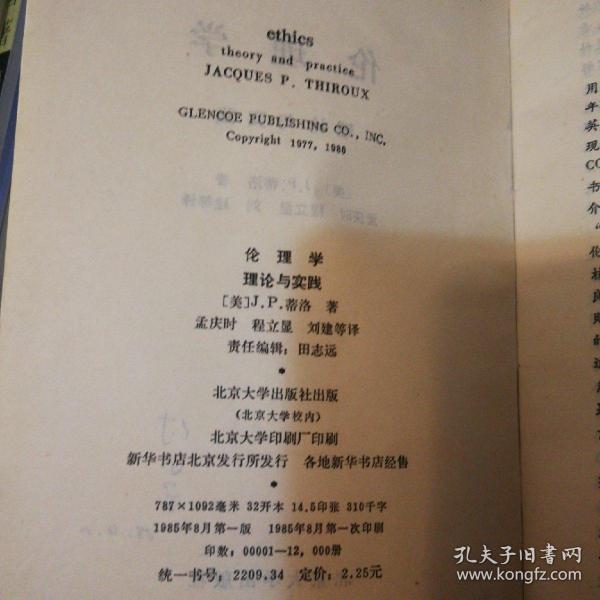 ethics
theory and practice
JACQUES P. THIROUX
GLENCOE PUBLISHING CO., INC.
Copyright 1977, 1980
伦理学
理论与实践
[美]J.P.蒂洛 著
孟庆时 程立显 刘建等译
责任编辑：田志远
北京大学出版社出版
（北京大学校内）
北京大学印刷厂印刷
新华书店北京发行所发行 各地新华书店经售
787×1092毫米 32开本 14.5印张 310千字
1985年8月第一版 1985年8月第一次印刷
印数：00001—12,000册
统一书号：2209.34 定价：2.25元
用
年
英
现
CO
书
介
伦
孔夫子旧书网
www.kongfz.com